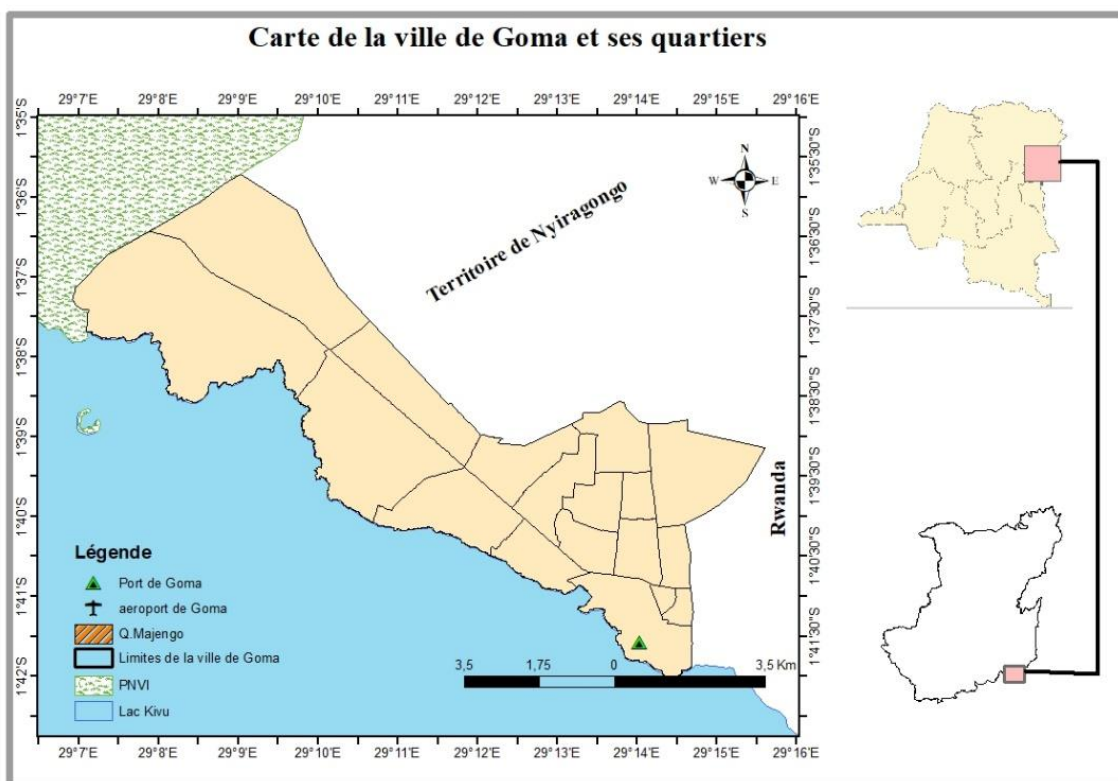 Carte de la ville de Goma et ses quartiers
29°7'E 29°8'E 29°10'E 29°11'E 29°12'E 29°13'E 29°14'E 29°15'E 29°16'E
1°35'S
1°36'S
1°37'S
1°38'S
1°39'S
1°40'S
1°41'S
1°42'S
N
W E
S
Territoire de Nyiragongo
Rwanda
1°35'30"S
1°36'30"S
1°37'30"S
1°38'30"S
1°39'30"S
1°40'30"S
1°41'30"S
Légende
Port de Goma
aeroport de Goma
Q.Majengo
Limites de la ville de Goma
PNVI
Lac Kivu
3,5 1,75 0 3,5 Km
29°7'E 29°8'E 29°10'E 29°11'E 29°12'E 29°13'E 29°14'E 29°15'E 29°16'E